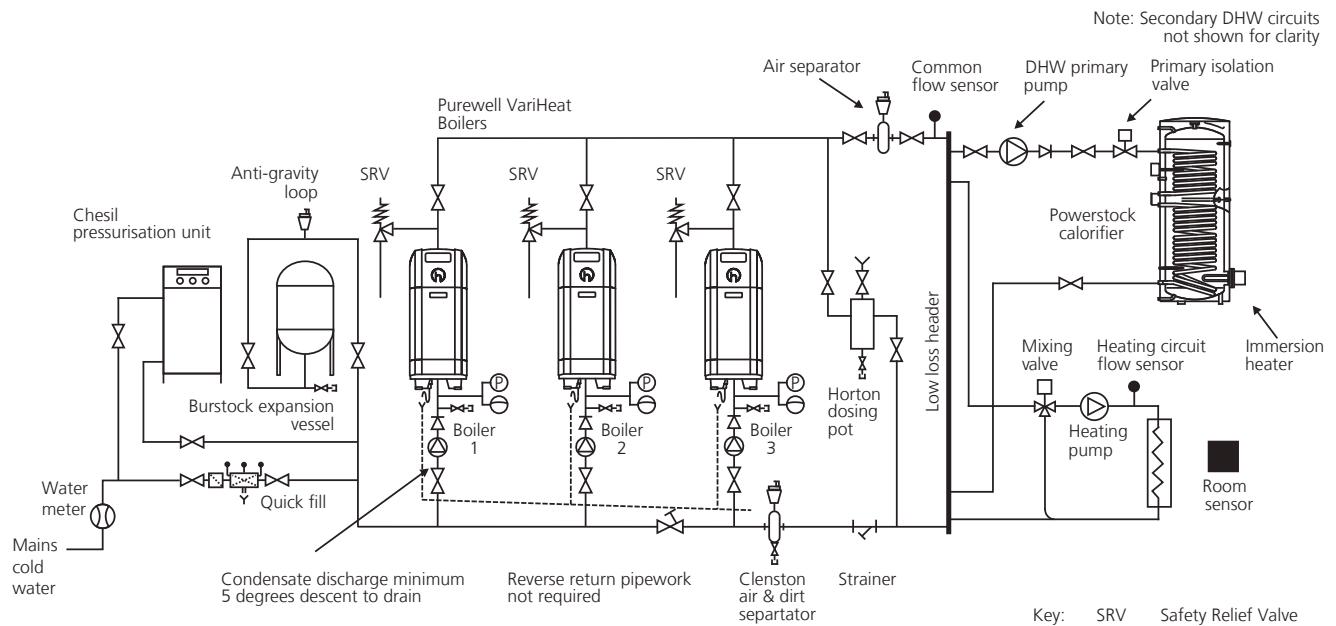 Note: Secondary DHW circuits
not shown for clarity
Air separator
Common
flow sensor
DHW primary
pump
Primary isolation
valve
Purewell VariHeat
Boilers
Anti-gravity
loop
SRV
SRV
SRV
Chesil
pressurisation unit
Powerstock
calorifier
Low loss header
Mixing
valve
Heating circuit
flow sensor
Immersion
heater
P
P
P
Horton
dosing
pot
Burstock expansion
vessel
Boiler
1
Boiler
2
Boiler
3
Heating
pump
Room
sensor
Water
meter
Quick fill
Mains
cold
water
Condensate discharge minimum
5 degrees descent to drain
Reverse return pipework
not required
Clenston
air & dirt
separtator
Strainer
Key: SRV Safety Relief Valve